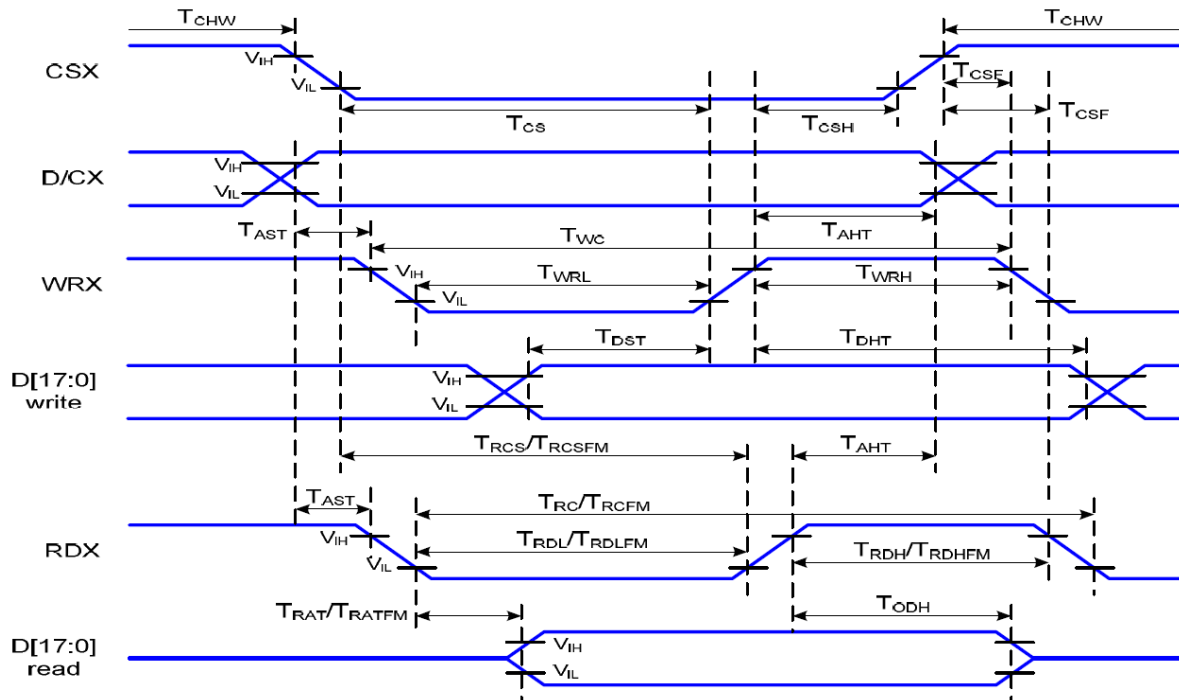 TCHW TCHW
CSX VIH VIL TCSF
TCS TCSH TCSF
D/CX VIH VIL
TAST TWC TAHT
WRX VIH TWRL TWRH
VIL
TDST TDHT
D[17:0] write VIH VIL
TRCS/TRCSFM TAHT
TAST TRC/TRCFM
RDX VIH TRDL/TRDLFM TRDH/TRDHFM
VIL
TRAT/TRATFM TODH
D[17:0] read VIH
VIL